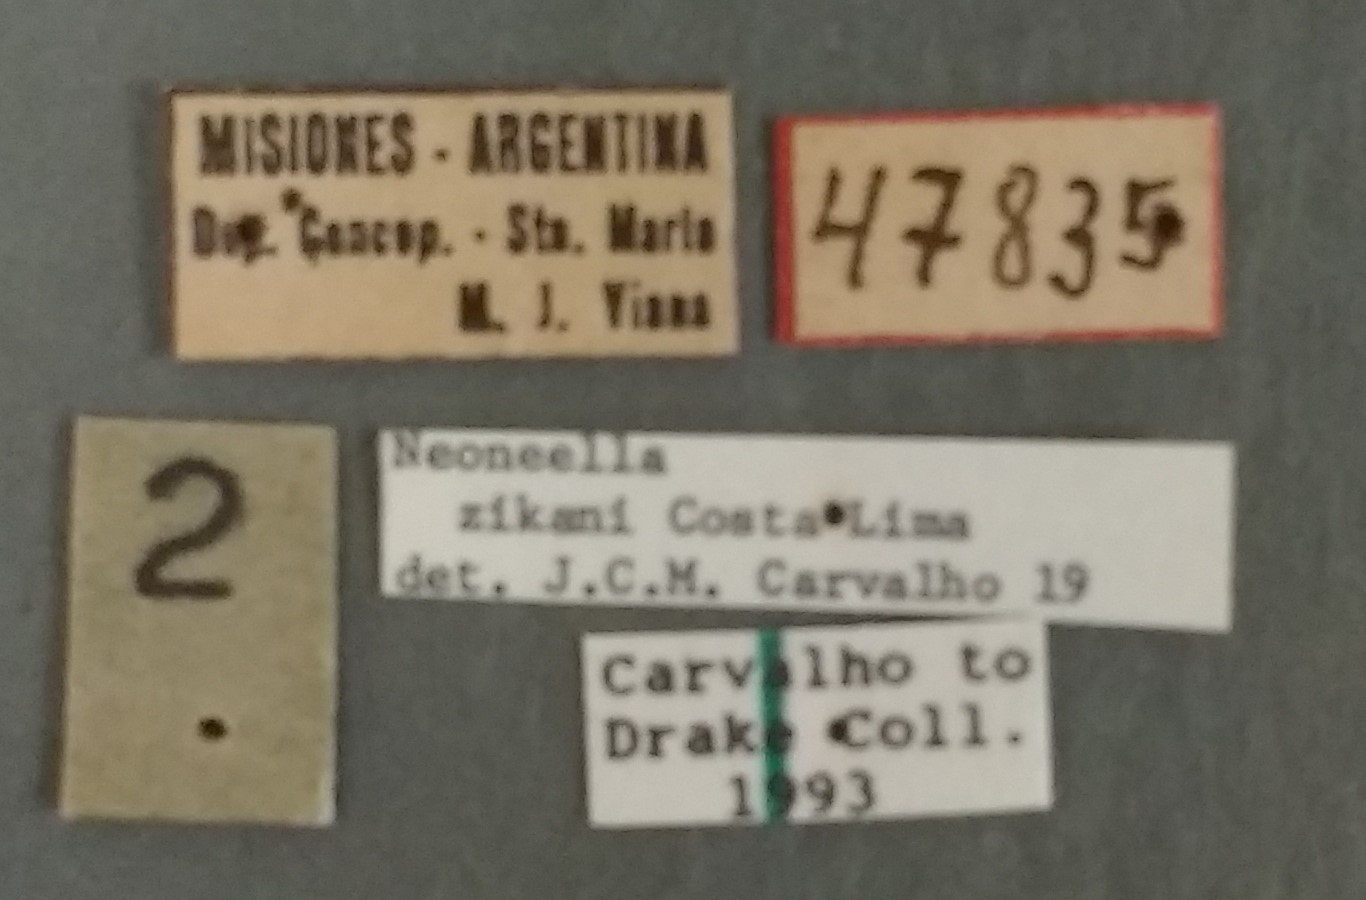 MISIONES - ARGENTINA
Dep. Concep. - Sta. Maria
M. J. Viana
47835
2
Neoneella
zikani Costa Lima
det. J.C.M. Carvalho 19
Carvalho to
Drake Coll.
1993